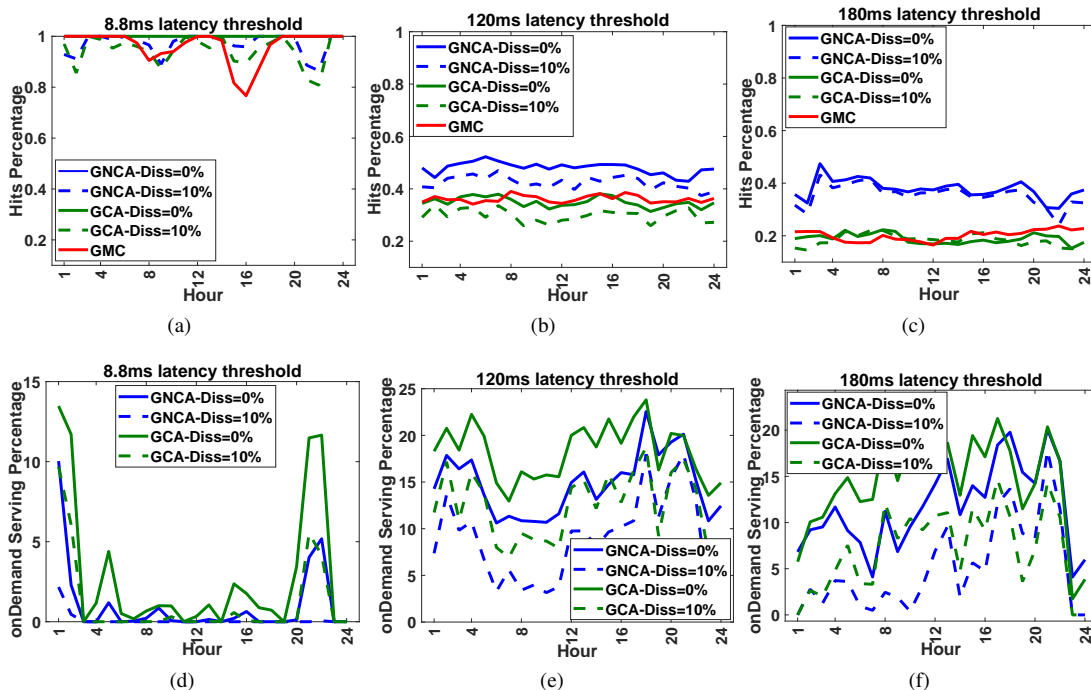 8.8ms latency threshold
Hits Percentage
1
0.8
0.6
0.4
0.2
GNCA-Diss=0%
GNCA-Diss=10%
GCA-Diss=0%
GCA-Diss=10%
GMC
1
4
8
12
16
20
24
Hour
(a)
120ms latency threshold
Hits Percentage
1
0.8
0.6
0.4
0.2
GNCA-Diss=0%
GNCA-Diss=10%
GCA-Diss=0%
GCA-Diss=10%
GMC
1
4
8
12
16
20
24
Hour
(b)
180ms latency threshold
Hits Percentage
1
0.8
0.6
0.4
0.2
GNCA-Diss=0%
GNCA-Diss=10%
GCA-Diss=0%
GCA-Diss=10%
GMC
1
4
8
12
16
20
24
Hour
(c)
8.8ms latency threshold
onDemand Serving Percentage
15
10
5
0
GNCA-Diss=0%
GNCA-Diss=10%
GCA-Diss=0%
GCA-Diss=10%
1
4
8
12
16
20
24
Hour
(d)
120ms latency threshold
onDemand Serving Percentage
25
20
15
10
5
0
GNCA-Diss=0%
GNCA-Diss=10%
GCA-Diss=0%
GCA-Diss=10%
1
4
8
12
16
20
24
Hour
(e)
180ms latency threshold
onDemand Serving Percentage
20
15
10
5
0
GNCA-Diss=0%
GNCA-Diss=10%
GCA-Diss=0%
GCA-Diss=10%
1
4
8
12
16
20
24
Hour
(f)